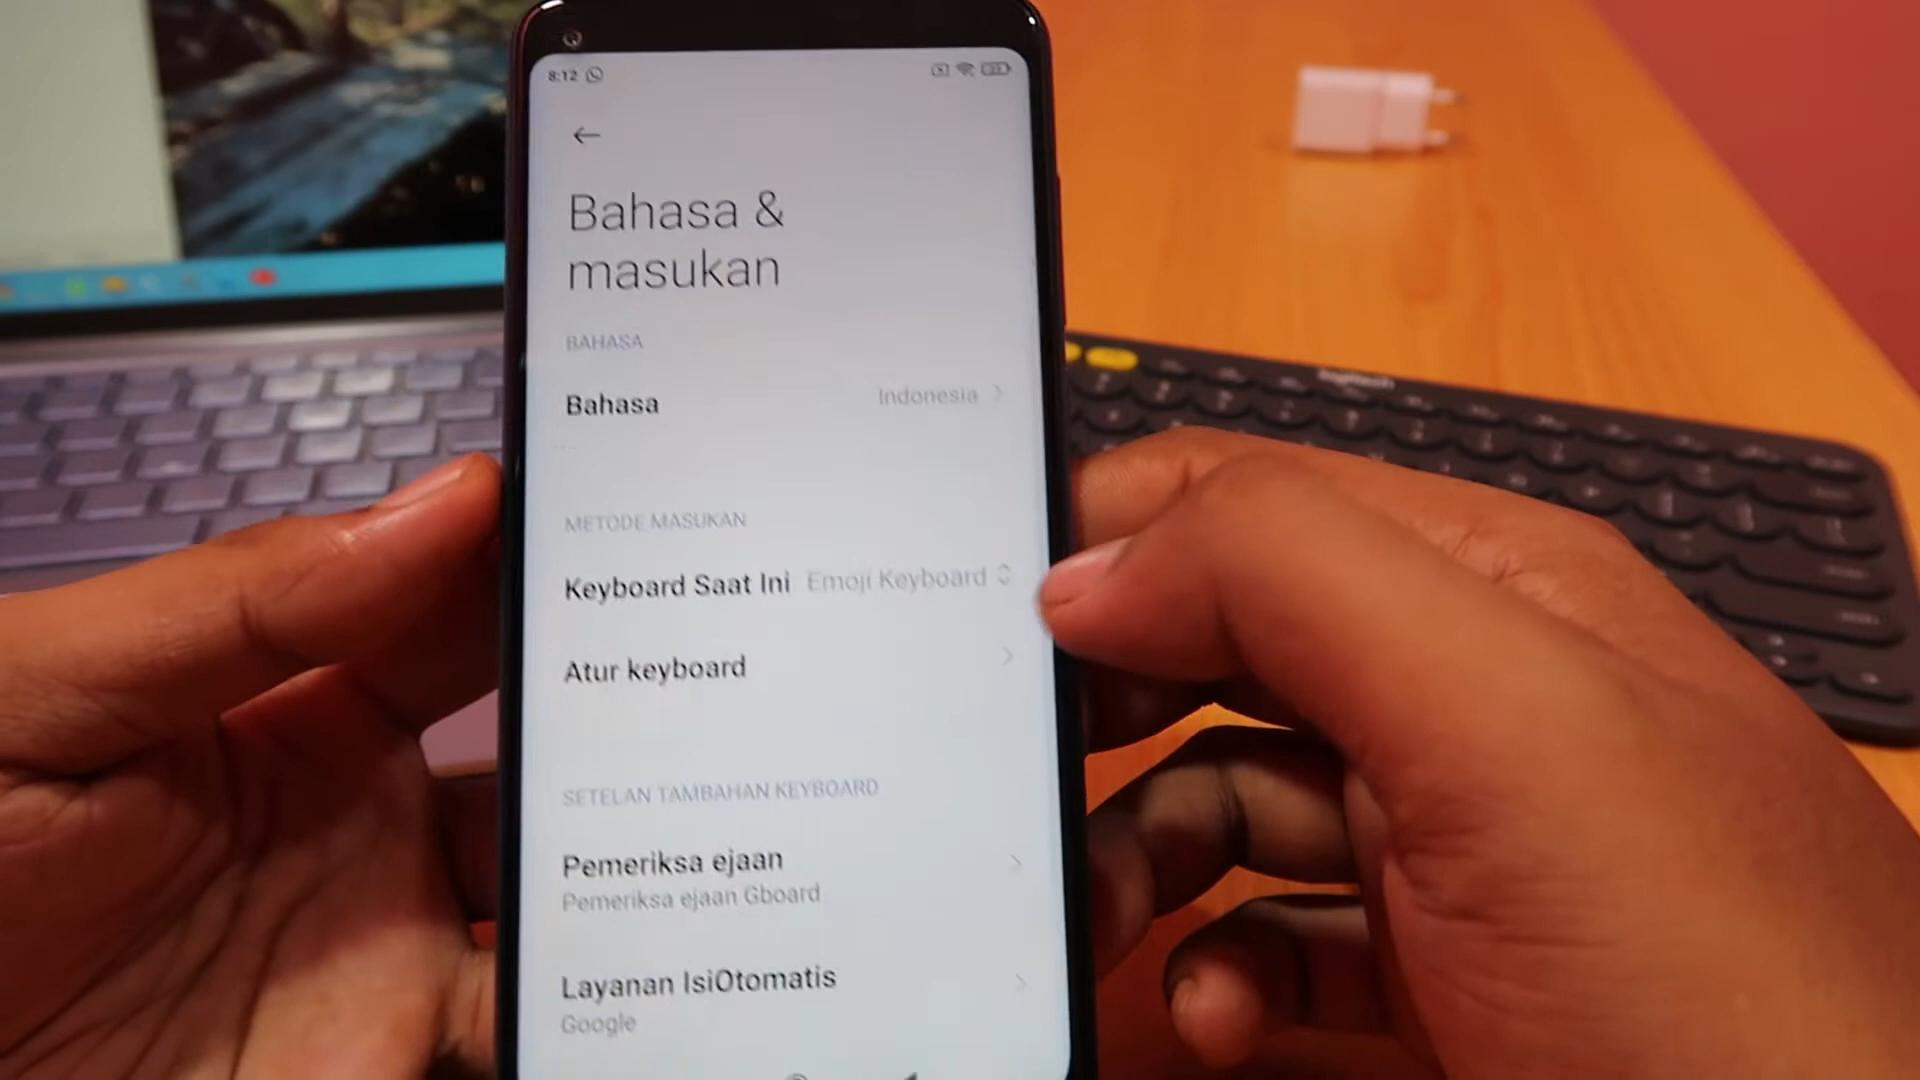 8:12
Bahasa &
masukan
BAHASA
Bahasa
Indonesia
METODE MASUKAN
Keyboard Saat Ini
Emoji Keyboard
Atur keyboard
SETELAN TAMBAHAN KEYBOARD
Pemeriksa ejaan
Pemeriksa ejaan Gboard
Layanan IsiOtomatis
Google